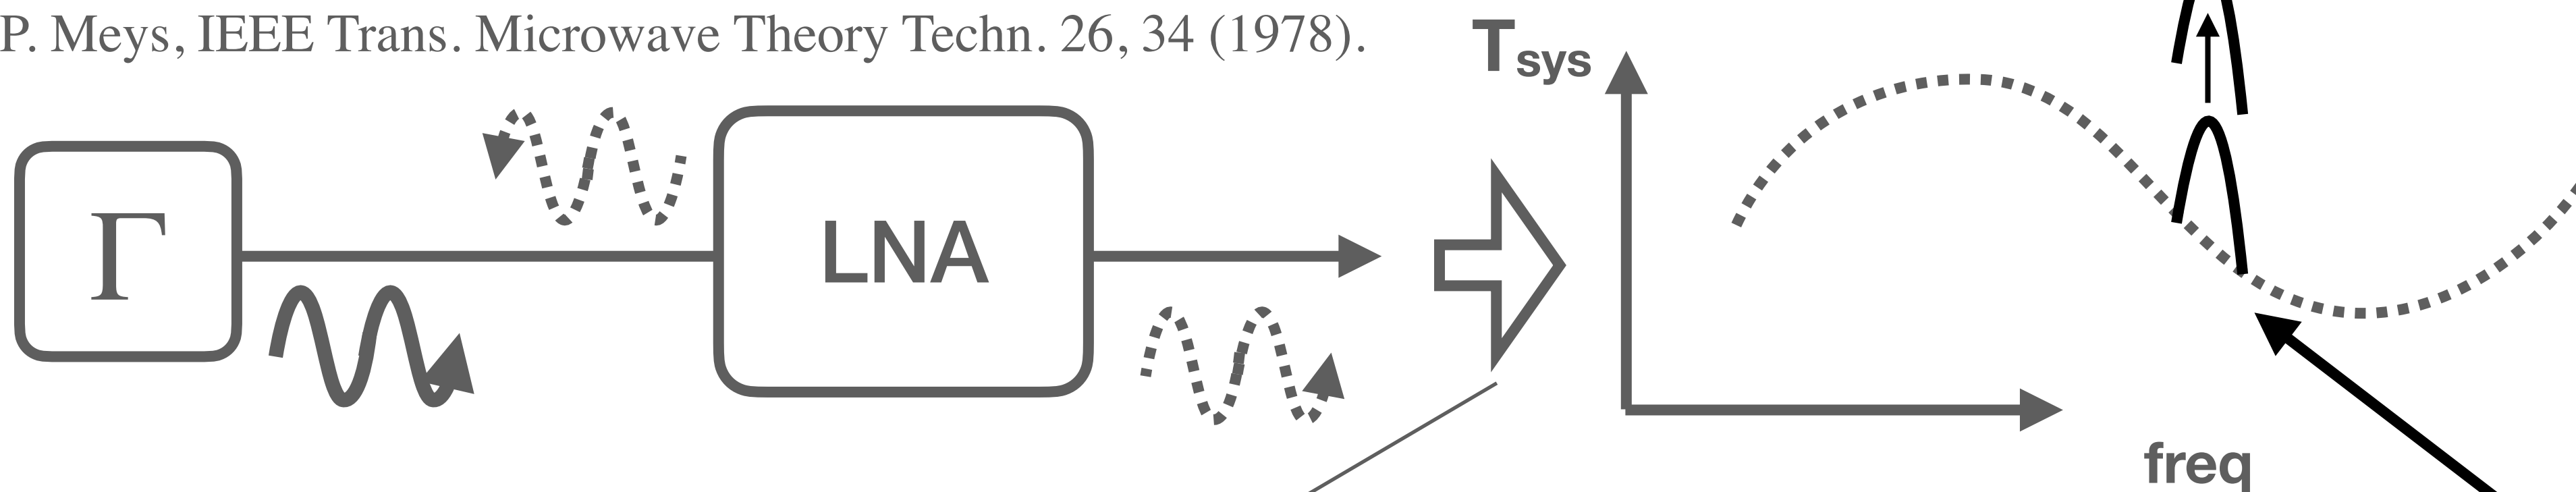 P. Meys, IEEE Trans. Microwave Theory Techn. 26, 34 (1978).
Tsys
Γ
LNA
freq